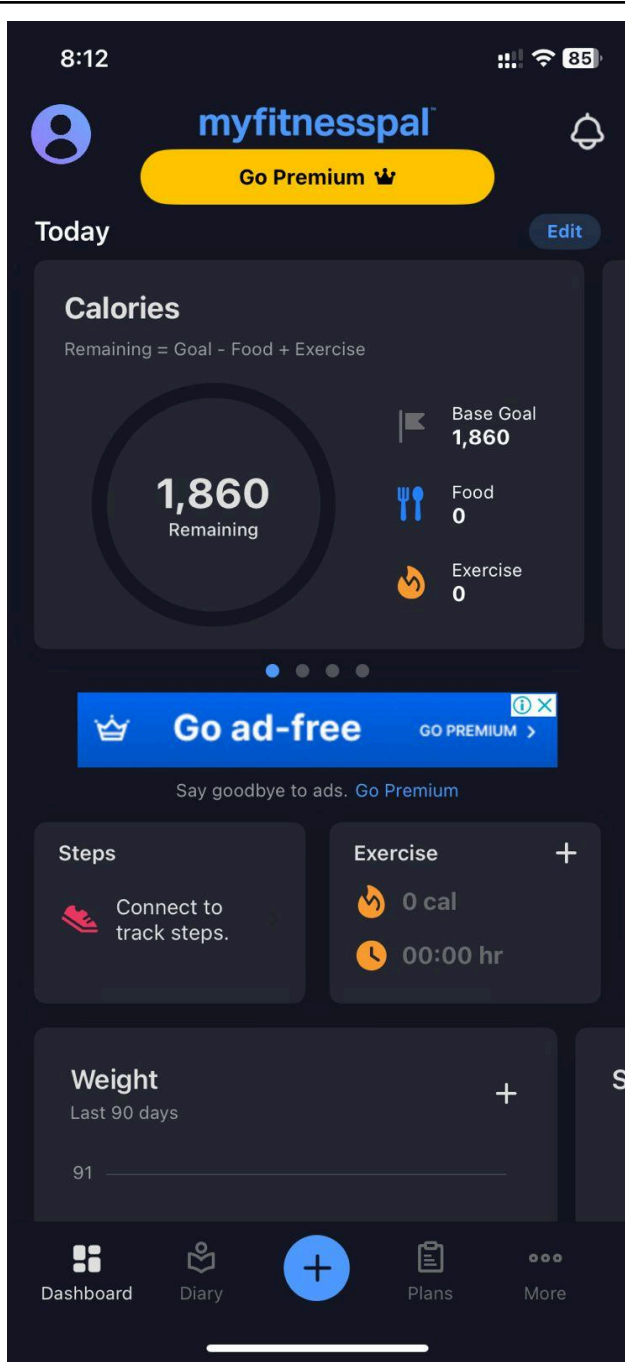 8:12
85
myfitnesspal™
Go Premium
Today
Edit
Calories
Remaining = Goal - Food + Exercise
1,860
Remaining
Base Goal
1,860
Food
0
Exercise
0
Go ad-free
GO PREMIUM >
Say goodbye to ads. Go Premium
Steps
Connect to
track steps.
Exercise
+
0 cal
00:00 hr
Weight
+
S
Last 90 days
91
+
Dashboard
Diary
Plans
More